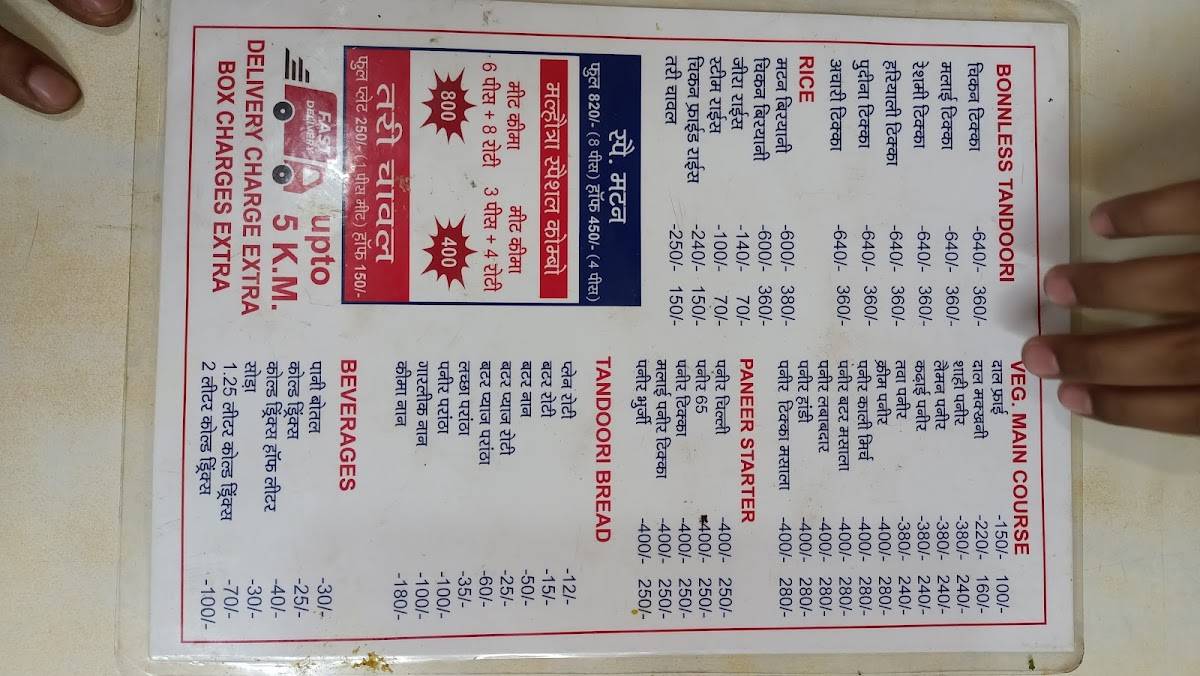 BONNLESS TANDOORI
चिकन टिक्का -640/- 360/-
मलाई टिक्का -640/- 360/-
रेशमी टिक्का -640/- 360/-
हरियाली टिक्का -640/- 360/-
पुदीना टिक्का -640/- 360/-
अचारी टिक्का -640/- 360/-
RICE
मटन बिरयानी -600/- 380/-
चिकन बिरयानी -600/- 360/-
जीरा राईस -140/- 70/-
स्टीम राईस -100/- 70/-
चिकन फ्राईड राईस -240/- 150/-
तरी चावल -250/- 150/-
स्पै. मटन
फुल 820/- (8 पीस) हॉफ 450/- (4 पीस)
मल्होत्रा स्पैशल कोम्बो
मीट कीमा मीट कीमा
6 पीस + 8 रोटी 3 पीस + 4 रोटी
800 400
तरी चावल
फुल प्लेट 250/- (1 पीस मीट) हॉफ 150/-
FAST
DELIVERY
upto
5 K.M.
DELIVERY CHARGE EXTRA
BOX CHARGES EXTRA
VEG. MAIN COURSE
दाल फ्राई -150/- 100/-
दाल मखनी -220/- 160/-
शाही पनीर -380/- 240/-
लैमन पनीर -380/- 240/-
कढाई पनीर -380/- 240/-
तवा पनीर -380/- 240/-
क्रीम पनीर -400/- 280/-
पनीर काली मिर्च -400/- 280/-
पनीर बटर मसाला -400/- 280/-
पनीर लबाबदार -400/- 280/-
पनीर हांडी -400/- 280/-
पनीर टिक्का मसाला -400/- 280/-
PANEER STARTER
पनीर चिल्ली -400/- 250/-
पनीर 65 -400/- 250/-
पनीर टिक्का -400/- 250/-
मलाई पनीर टिक्का -400/- 250/-
पनीर भुर्जी -400/- 250/-
TANDOORI BREAD
प्लेन रोटी -12/-
बटर रोटी -15/-
बटर नान -50/-
बटर प्याज रोटी -25/-
बटर प्याज परांठा -60/-
लच्छा परांठा -35/-
पनीर परांठा -100/-
गारलीक नान -100/-
कीमा नान -180/-
BEVERAGES
पानी बोतल -30/-
कोल्ड ड्रिंक्स -25/-
कोल्ड ड्रिंक्स हॉफ लीटर -40/-
सोडा -30/-
1.25 लीटर कोल्ड ड्रिंक्स -70/-
2 लीटर कोल्ड ड्रिंक्स -100/-